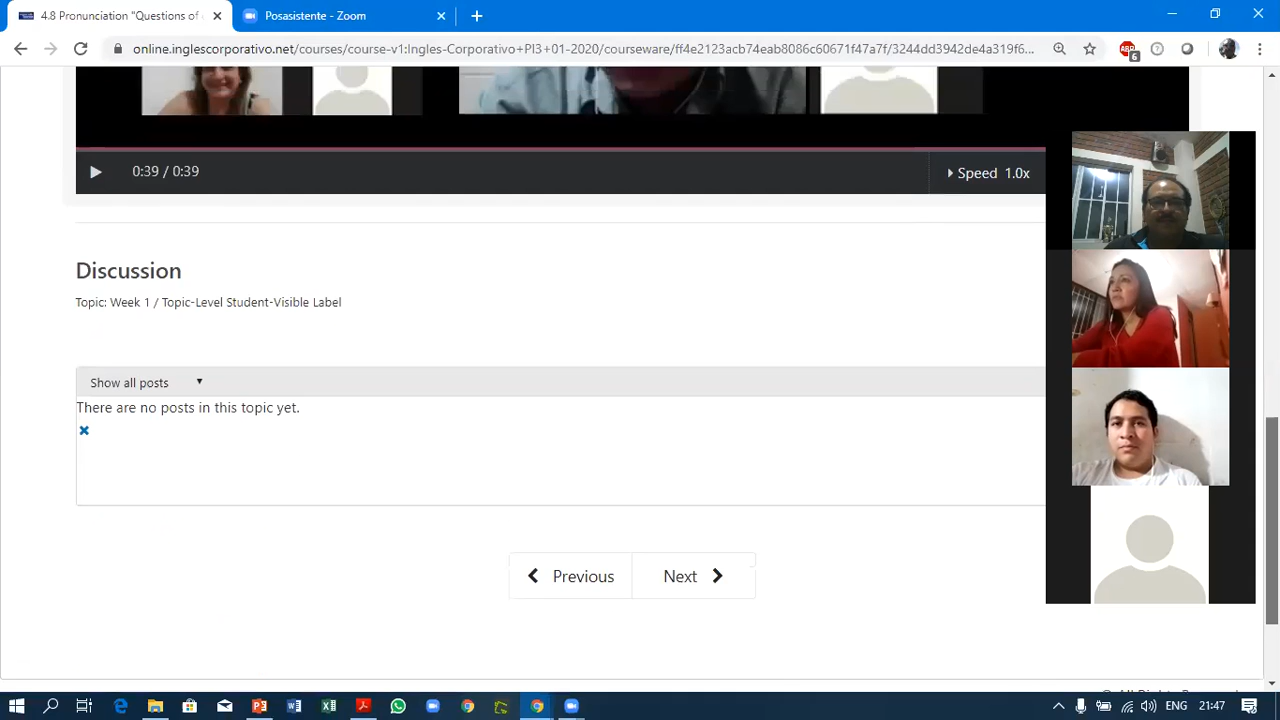 4.8 Pronunciation "Questions of
Posasistente - Zoom
online.inglescorporativo.net/courses/course-v1:Ingles-Corporativo+PI3+01-2020/courseware/ff4e2123acb74eab8086c60671f47a7f/3244dd3942de4a319f6...
ABP
6
0:39 / 0:39
Speed 1.0x
Discussion
Topic: Week 1 / Topic-Level Student-Visible Label
Show all posts
There are no posts in this topic yet.
Previous
Next
ENG
21:47